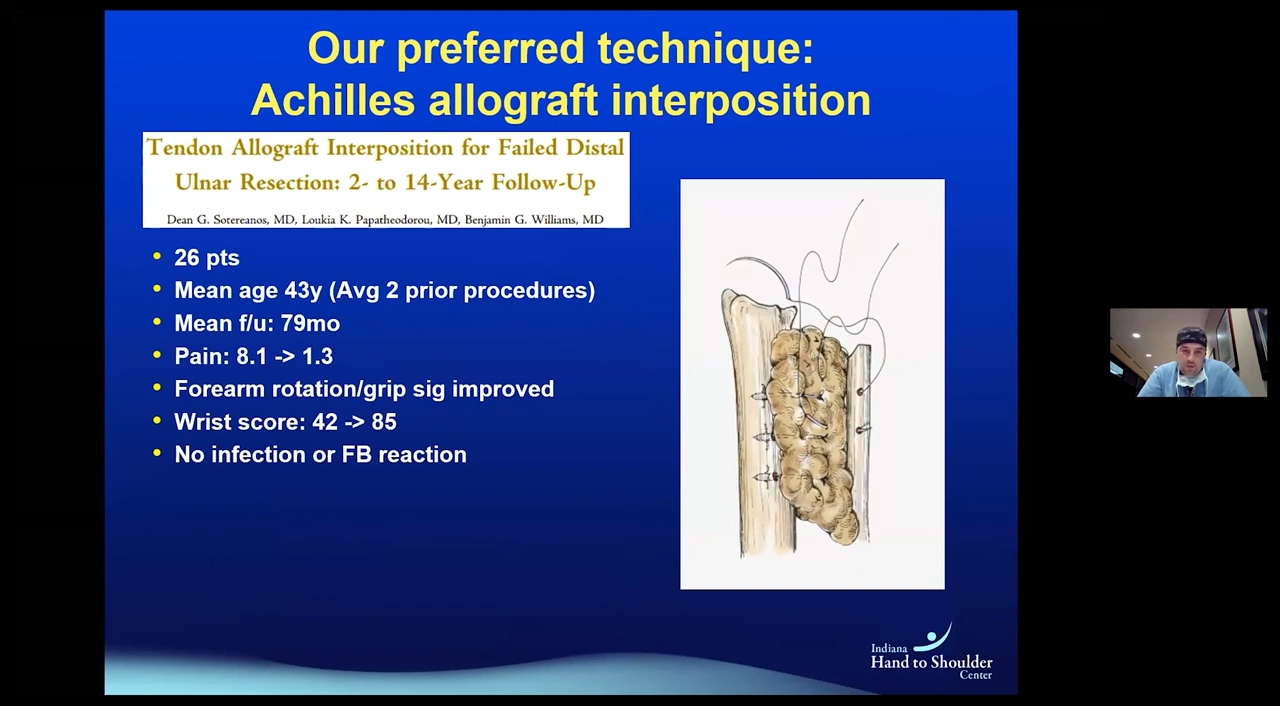 Our preferred technique:
Achilles allograft interposition
Tendon Allograft Interposition for Failed Distal
Ulnar Resection: 2- to 14-Year Follow-Up
Dean G. Sotereanos, MD, Loukia K. Papatheodorou, MD, Benjamin G. Williams, MD
• 26 pts
• Mean age 43y (Avg 2 prior procedures)
• Mean f/u: 79mo
• Pain: 8.1 -> 1.3
• Forearm rotation/grip sig improved
• Wrist score: 42 -> 85
• No infection or FB reaction
Indiana
Hand to Shoulder
Center